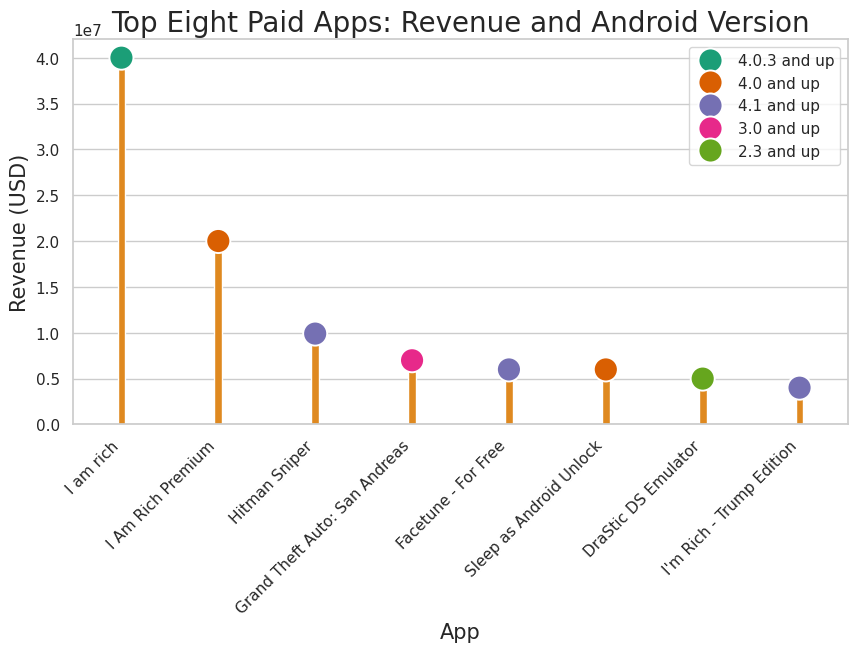 Top Eight Paid Apps: Revenue and Android Version
1e7
4.0
3.5
3.0
2.5
2.0
1.5
1.0
0.5
0.0
Revenue (USD)
4.0.3 and up
4.0 and up
4.1 and up
3.0 and up
2.3 and up
I am rich
I Am Rich Premium
Hitman Sniper
Grand Theft Auto: San Andreas
Facetune - For Free
Sleep as Android Unlock
DraStic DS Emulator
I'm Rich - Trump Edition
App